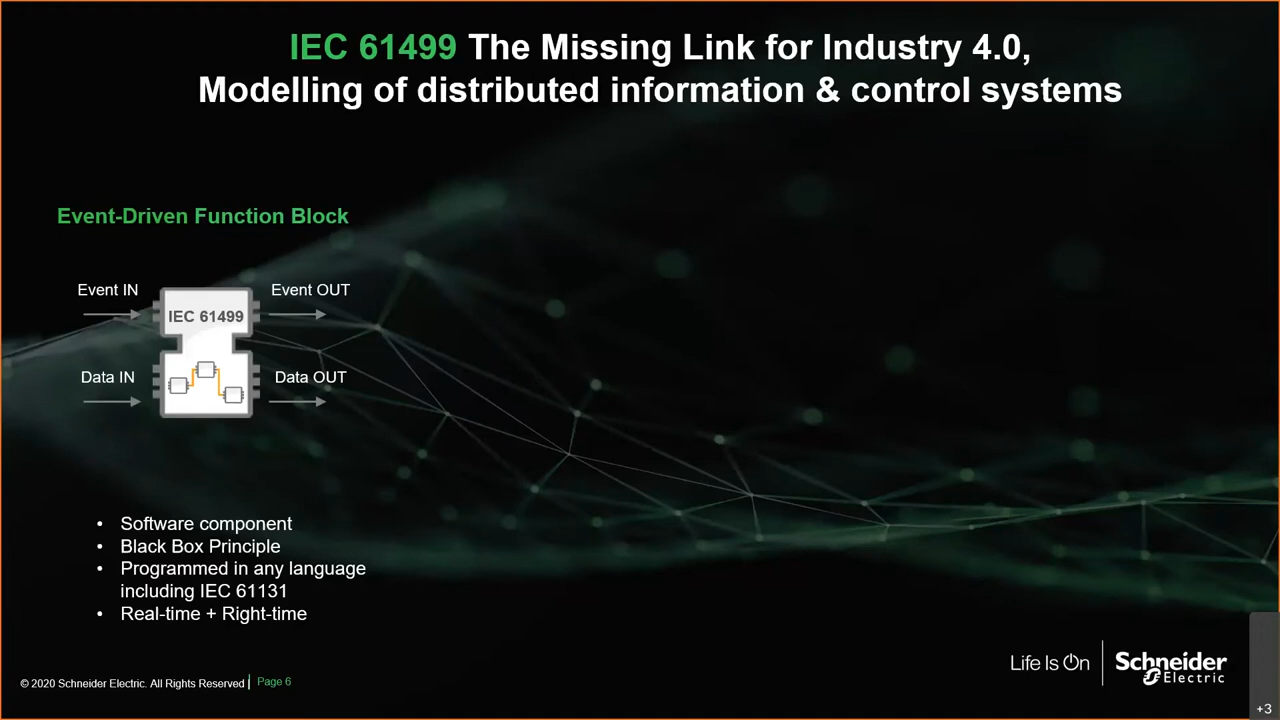 IEC 61499 The Missing Link for Industry 4.0,
Modelling of distributed information & control systems
Event-Driven Function Block
Event IN
Event OUT
IEC 61499
Data IN
Data OUT
• Software component
• Black Box Principle
• Programmed in any language
including IEC 61131
• Real-time + Right-time
Life Is On
Schneider
Electric
© 2020 Schneider Electric. All Rights Reserved
Page 6
+3